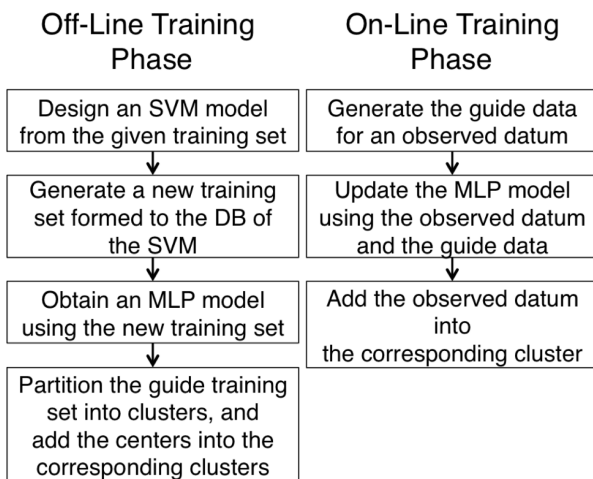 Off-Line Training
Phase
Design an SVM model
from the given training set
Generate a new training
set formed to the DB of
the SVM
Obtain an MLP model
using the new training set
Partition the guide training
set into clusters, and
add the centers into the
corresponding clusters
On-Line Training
Phase
Generate the guide data
for an observed datum
Update the MLP model
using the observed datum
and the guide data
Add the observed datum
into
the corresponding cluster